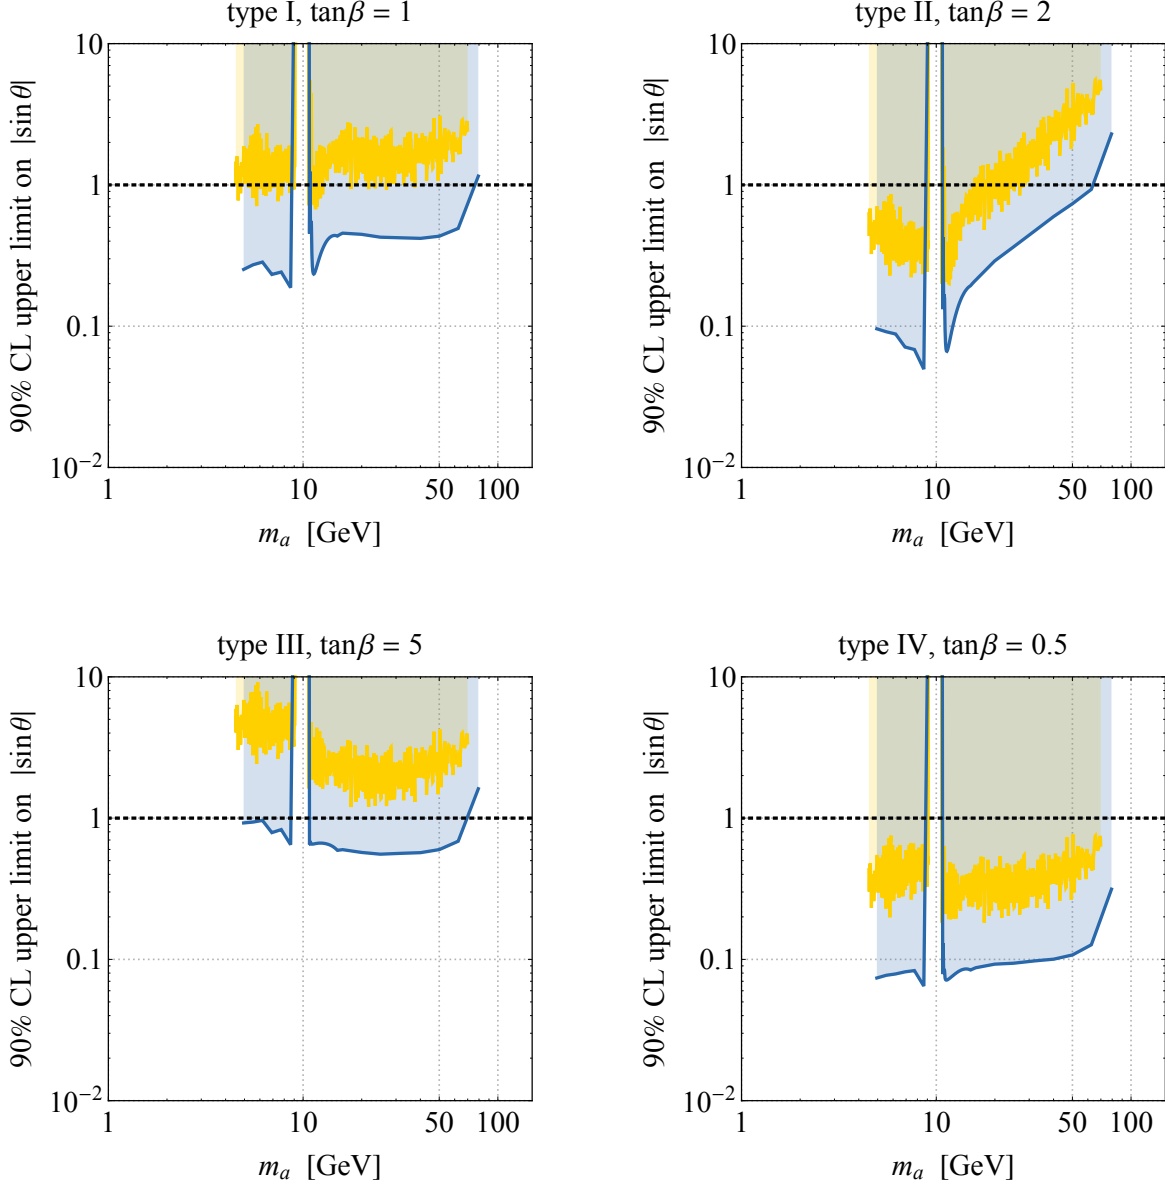 type I, tanβ = 1
10
1
0.1
10⁻²
90% CL upper limit on |sinθ|
1 10 50 100
mₐ [GeV]
type II, tanβ = 2
10
1
0.1
10⁻²
90% CL upper limit on |sinθ|
1 10 50 100
mₐ [GeV]
type III, tanβ = 5
10
1
0.1
10⁻²
90% CL upper limit on |sinθ|
1 10 50 100
mₐ [GeV]
type IV, tanβ = 0.5
10
1
0.1
10⁻²
90% CL upper limit on |sinθ|
1 10 50 100
mₐ [GeV]